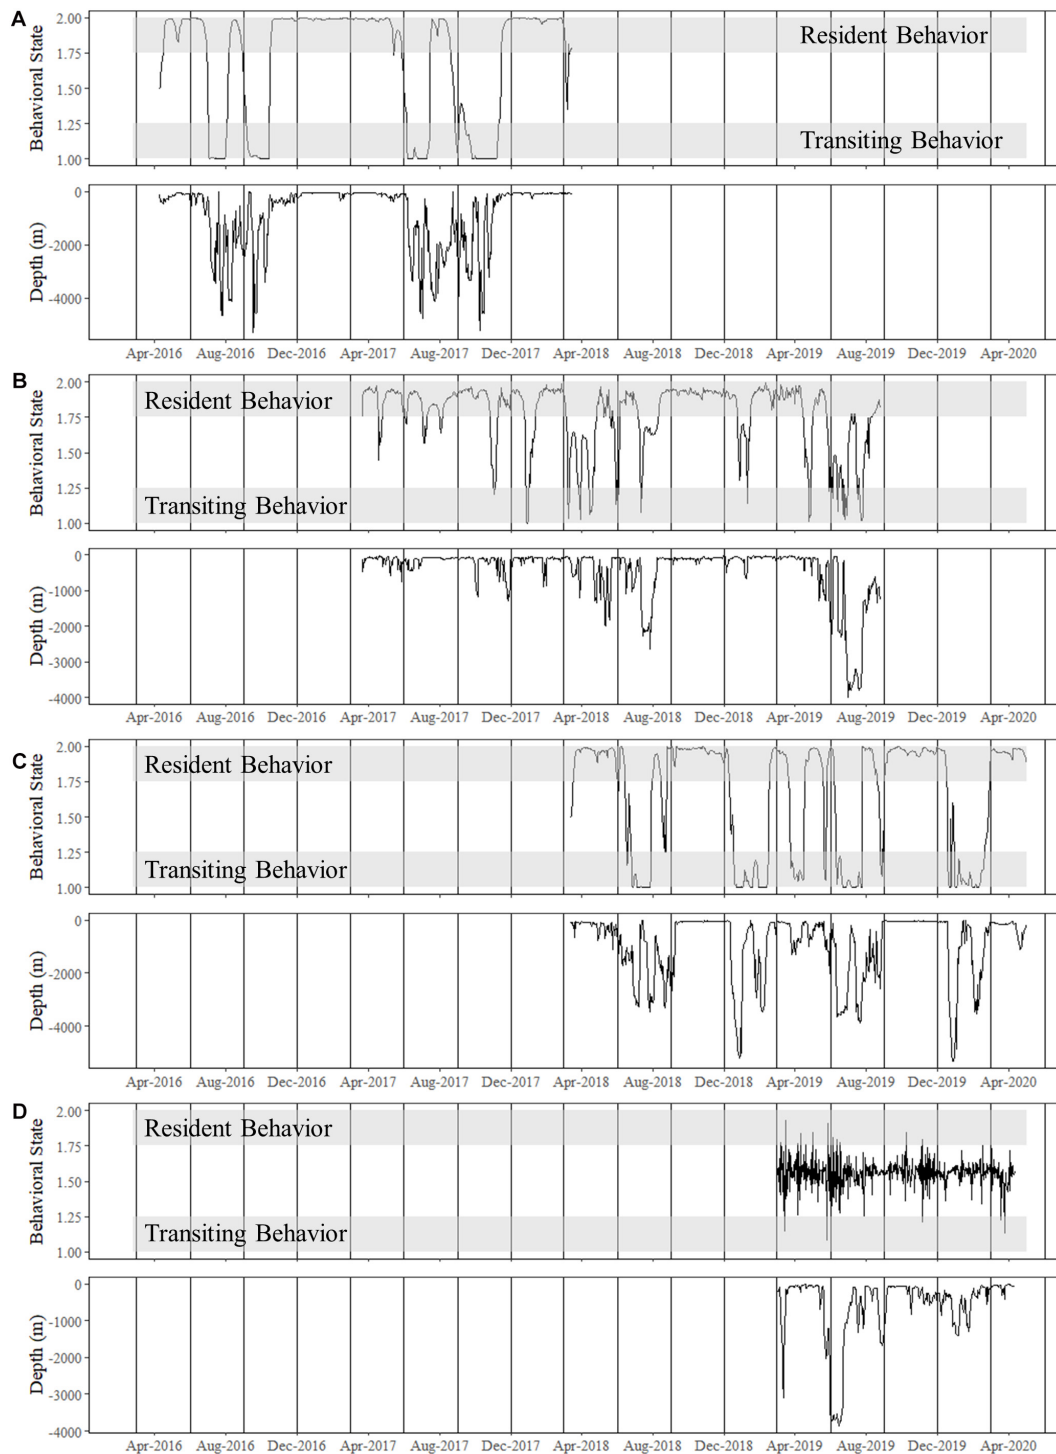 A
Behavioral State
2.00
1.75
1.50
1.25
1.00
Resident Behavior
Transiting Behavior
Depth (m)
0
-2000
-4000
Apr-2016 Aug-2016 Dec-2016 Apr-2017 Aug-2017 Dec-2017 Apr-2018 Aug-2018 Dec-2018 Apr-2019 Aug-2019 Dec-2019 Apr-2020
B
Behavioral State
2.00
1.75
1.50
1.25
1.00
Resident Behavior
Transiting Behavior
Depth (m)
0
-1000
-2000
-3000
-4000
Apr-2016 Aug-2016 Dec-2016 Apr-2017 Aug-2017 Dec-2017 Apr-2018 Aug-2018 Dec-2018 Apr-2019 Aug-2019 Dec-2019 Apr-2020
C
Behavioral State
2.00
1.75
1.50
1.25
1.00
Resident Behavior
Transiting Behavior
Depth (m)
0
-2000
-4000
Apr-2016 Aug-2016 Dec-2016 Apr-2017 Aug-2017 Dec-2017 Apr-2018 Aug-2018 Dec-2018 Apr-2019 Aug-2019 Dec-2019 Apr-2020
D
Behavioral State
2.00
1.75
1.50
1.25
1.00
Resident Behavior
Transiting Behavior
Depth (m)
0
-1000
-2000
-3000
-4000
Apr-2016 Aug-2016 Dec-2016 Apr-2017 Aug-2017 Dec-2017 Apr-2018 Aug-2018 Dec-2018 Apr-2019 Aug-2019 Dec-2019 Apr-2020